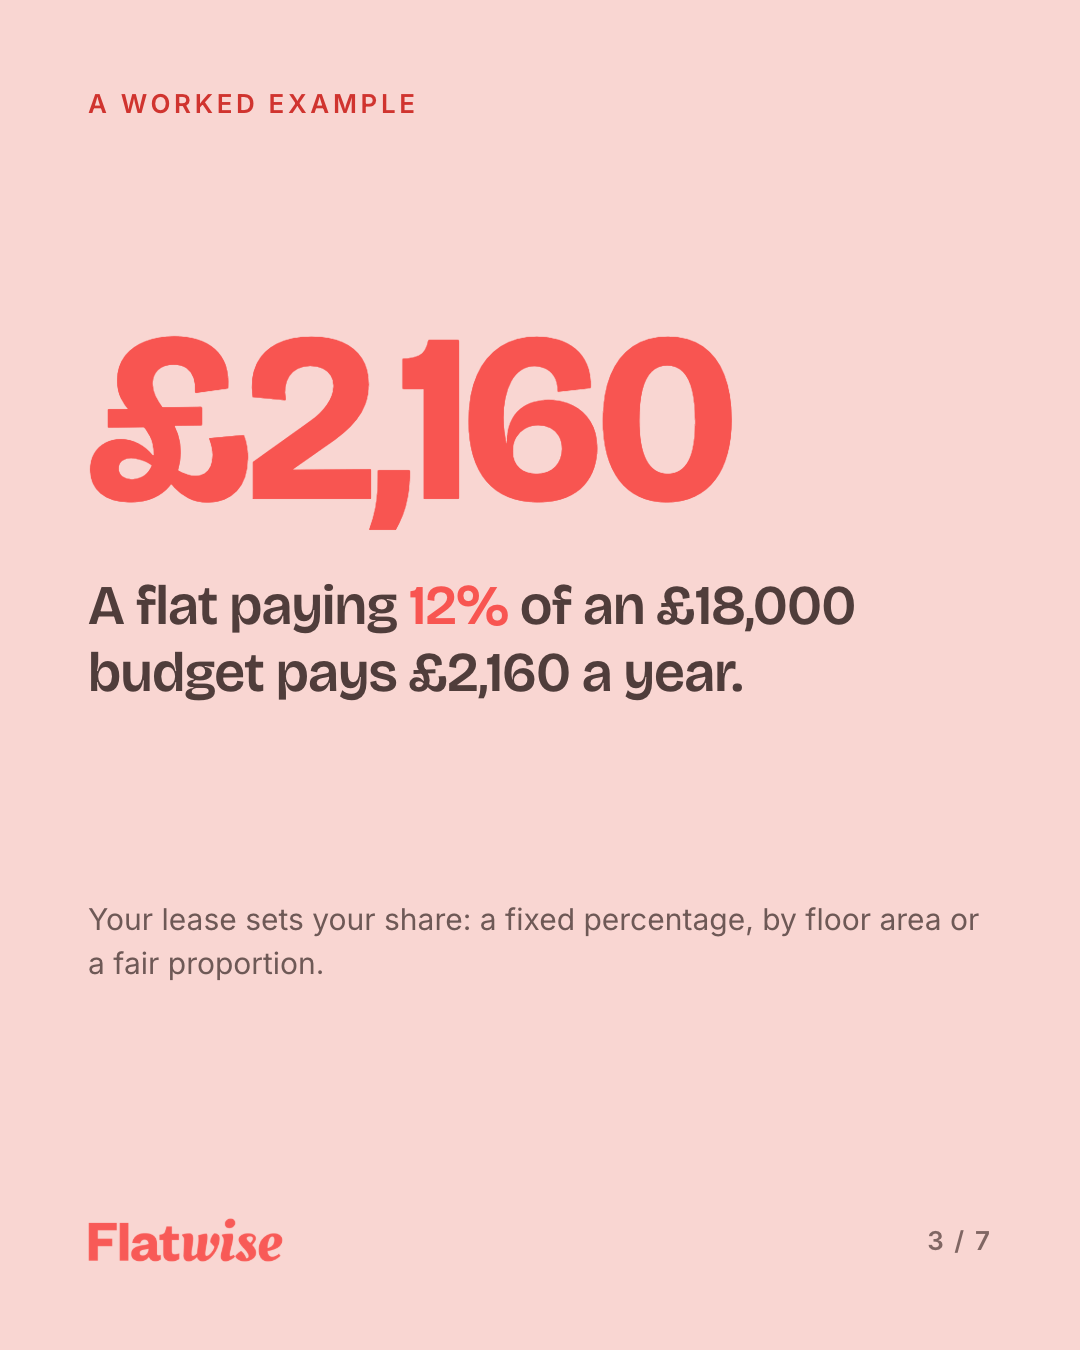 A WORKED EXAMPLE
£2,160
A flat paying 12% of an £18,000
budget pays £2,160 a year.
Your lease sets your share: a fixed percentage, by floor area or
a fair proportion.
Flatwise
3 / 7